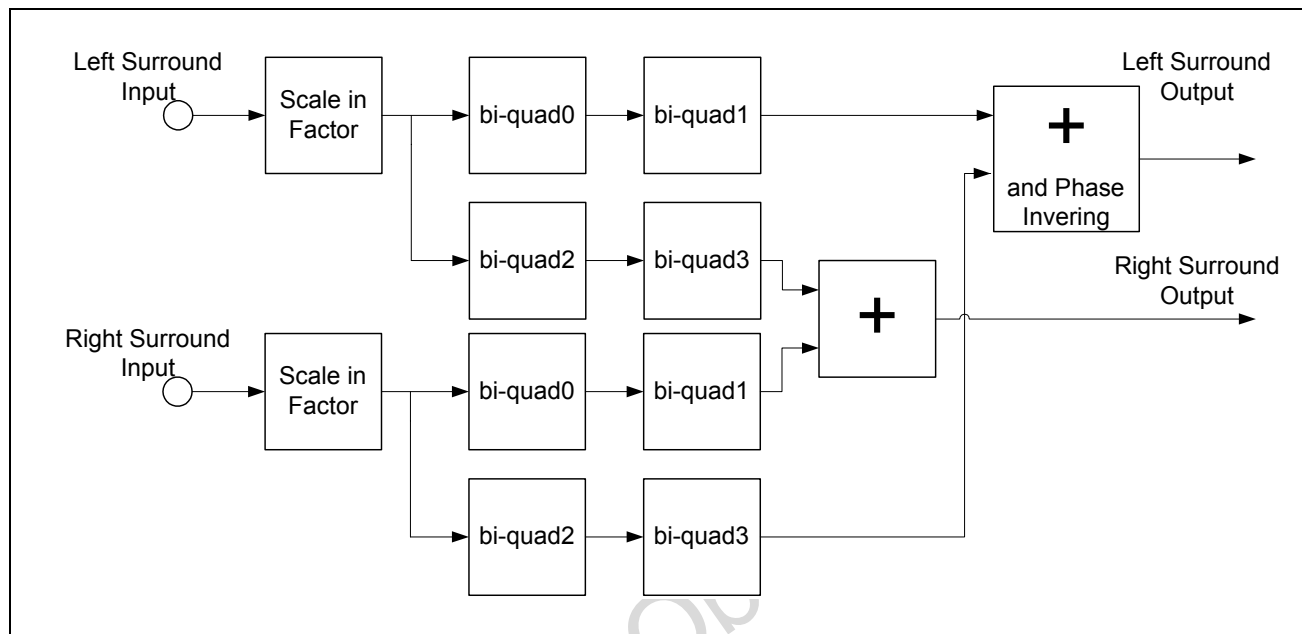 Left Surround
Input
Scale in
Factor
bi-quad0
bi-quad1
+
and Phase
Invering
Left Surround
Output
bi-quad2
bi-quad3
+
Right Surround
Output
Right Surround
Input
Scale in
Factor
bi-quad0
bi-quad1
bi-quad2
bi-quad3